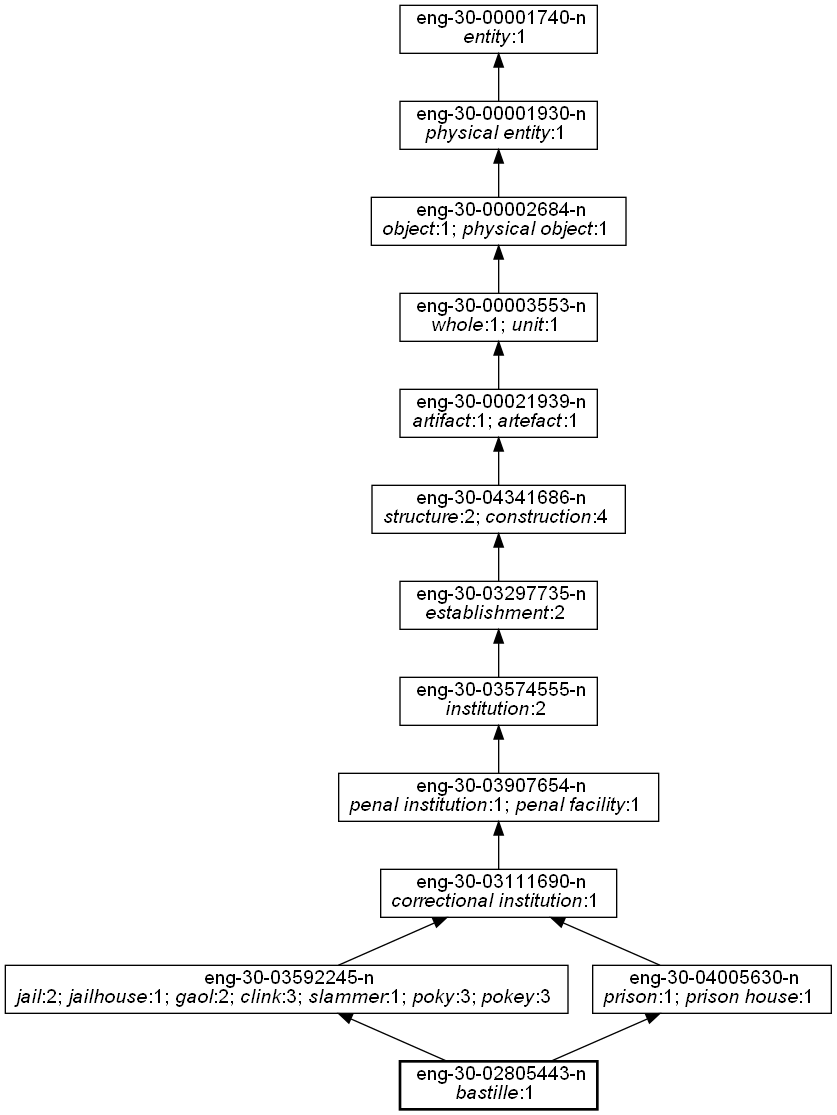 eng-30-00001740-n
entity:1
eng-30-00001930-n
physical entity:1
eng-30-00002684-n
object:1; physical object:1
eng-30-00003553-n
whole:1; unit:1
eng-30-00021939-n
artifact:1; artefact:1
eng-30-04341686-n
structure:2; construction:4
eng-30-03297735-n
establishment:2
eng-30-03574555-n
institution:2
eng-30-03907654-n
penal institution:1; penal facility:1
eng-30-03111690-n
correctional institution:1
eng-30-03592245-n
jail:2; jailhouse:1; gaol:2; clink:3; slammer:1; poky:3; pokey:3
eng-30-04005630-n
prison:1; prison house:1
eng-30-02805443-n
bastille:1